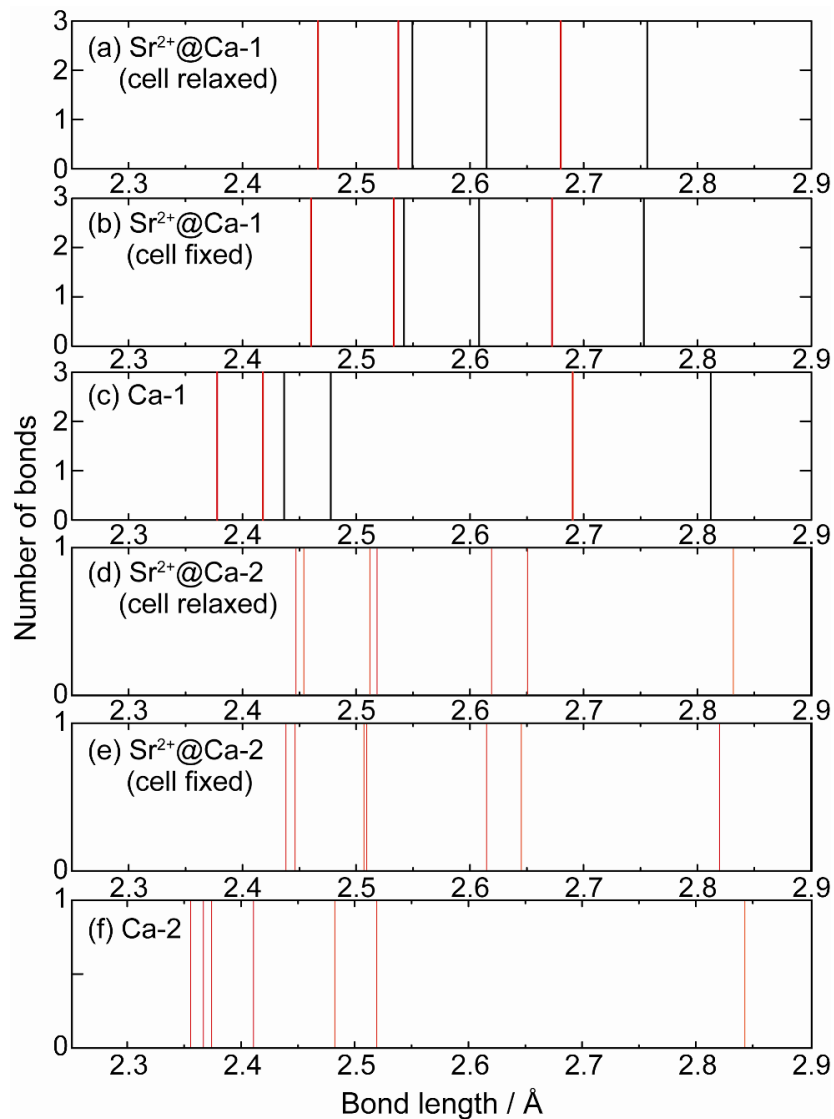 Number of bonds
3
(a) Sr²⁺@Ca-1
(cell relaxed)
2
1
0
2.3 2.4 2.5 2.6 2.7 2.8 2.9
3
(b) Sr²⁺@Ca-1
(cell fixed)
2
1
0
2.3 2.4 2.5 2.6 2.7 2.8 2.9
3
(c) Ca-1
2
1
0
2.3 2.4 2.5 2.6 2.7 2.8 2.9
1
(d) Sr²⁺@Ca-2
(cell relaxed)
0
2.3 2.4 2.5 2.6 2.7 2.8 2.9
1
(e) Sr²⁺@Ca-2
(cell fixed)
0
2.3 2.4 2.5 2.6 2.7 2.8 2.9
1
(f) Ca-2
0
2.3 2.4 2.5 2.6 2.7 2.8 2.9
Bond length / Å